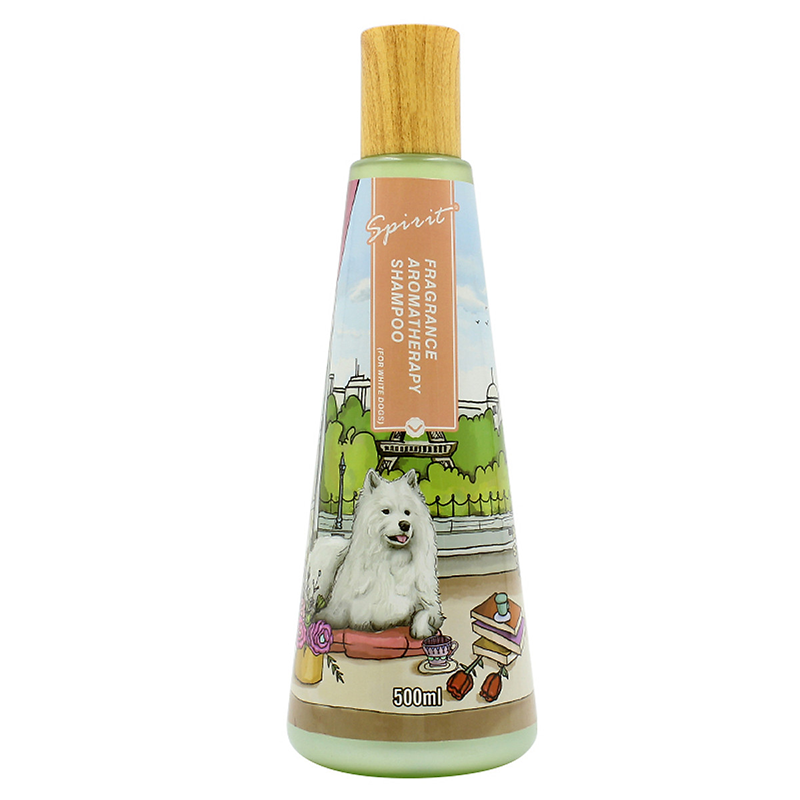 Spirit
FRAGRANCE
AROMATHERAPY
SHAMPOO
(FOR WHITE DOGS)
500ml